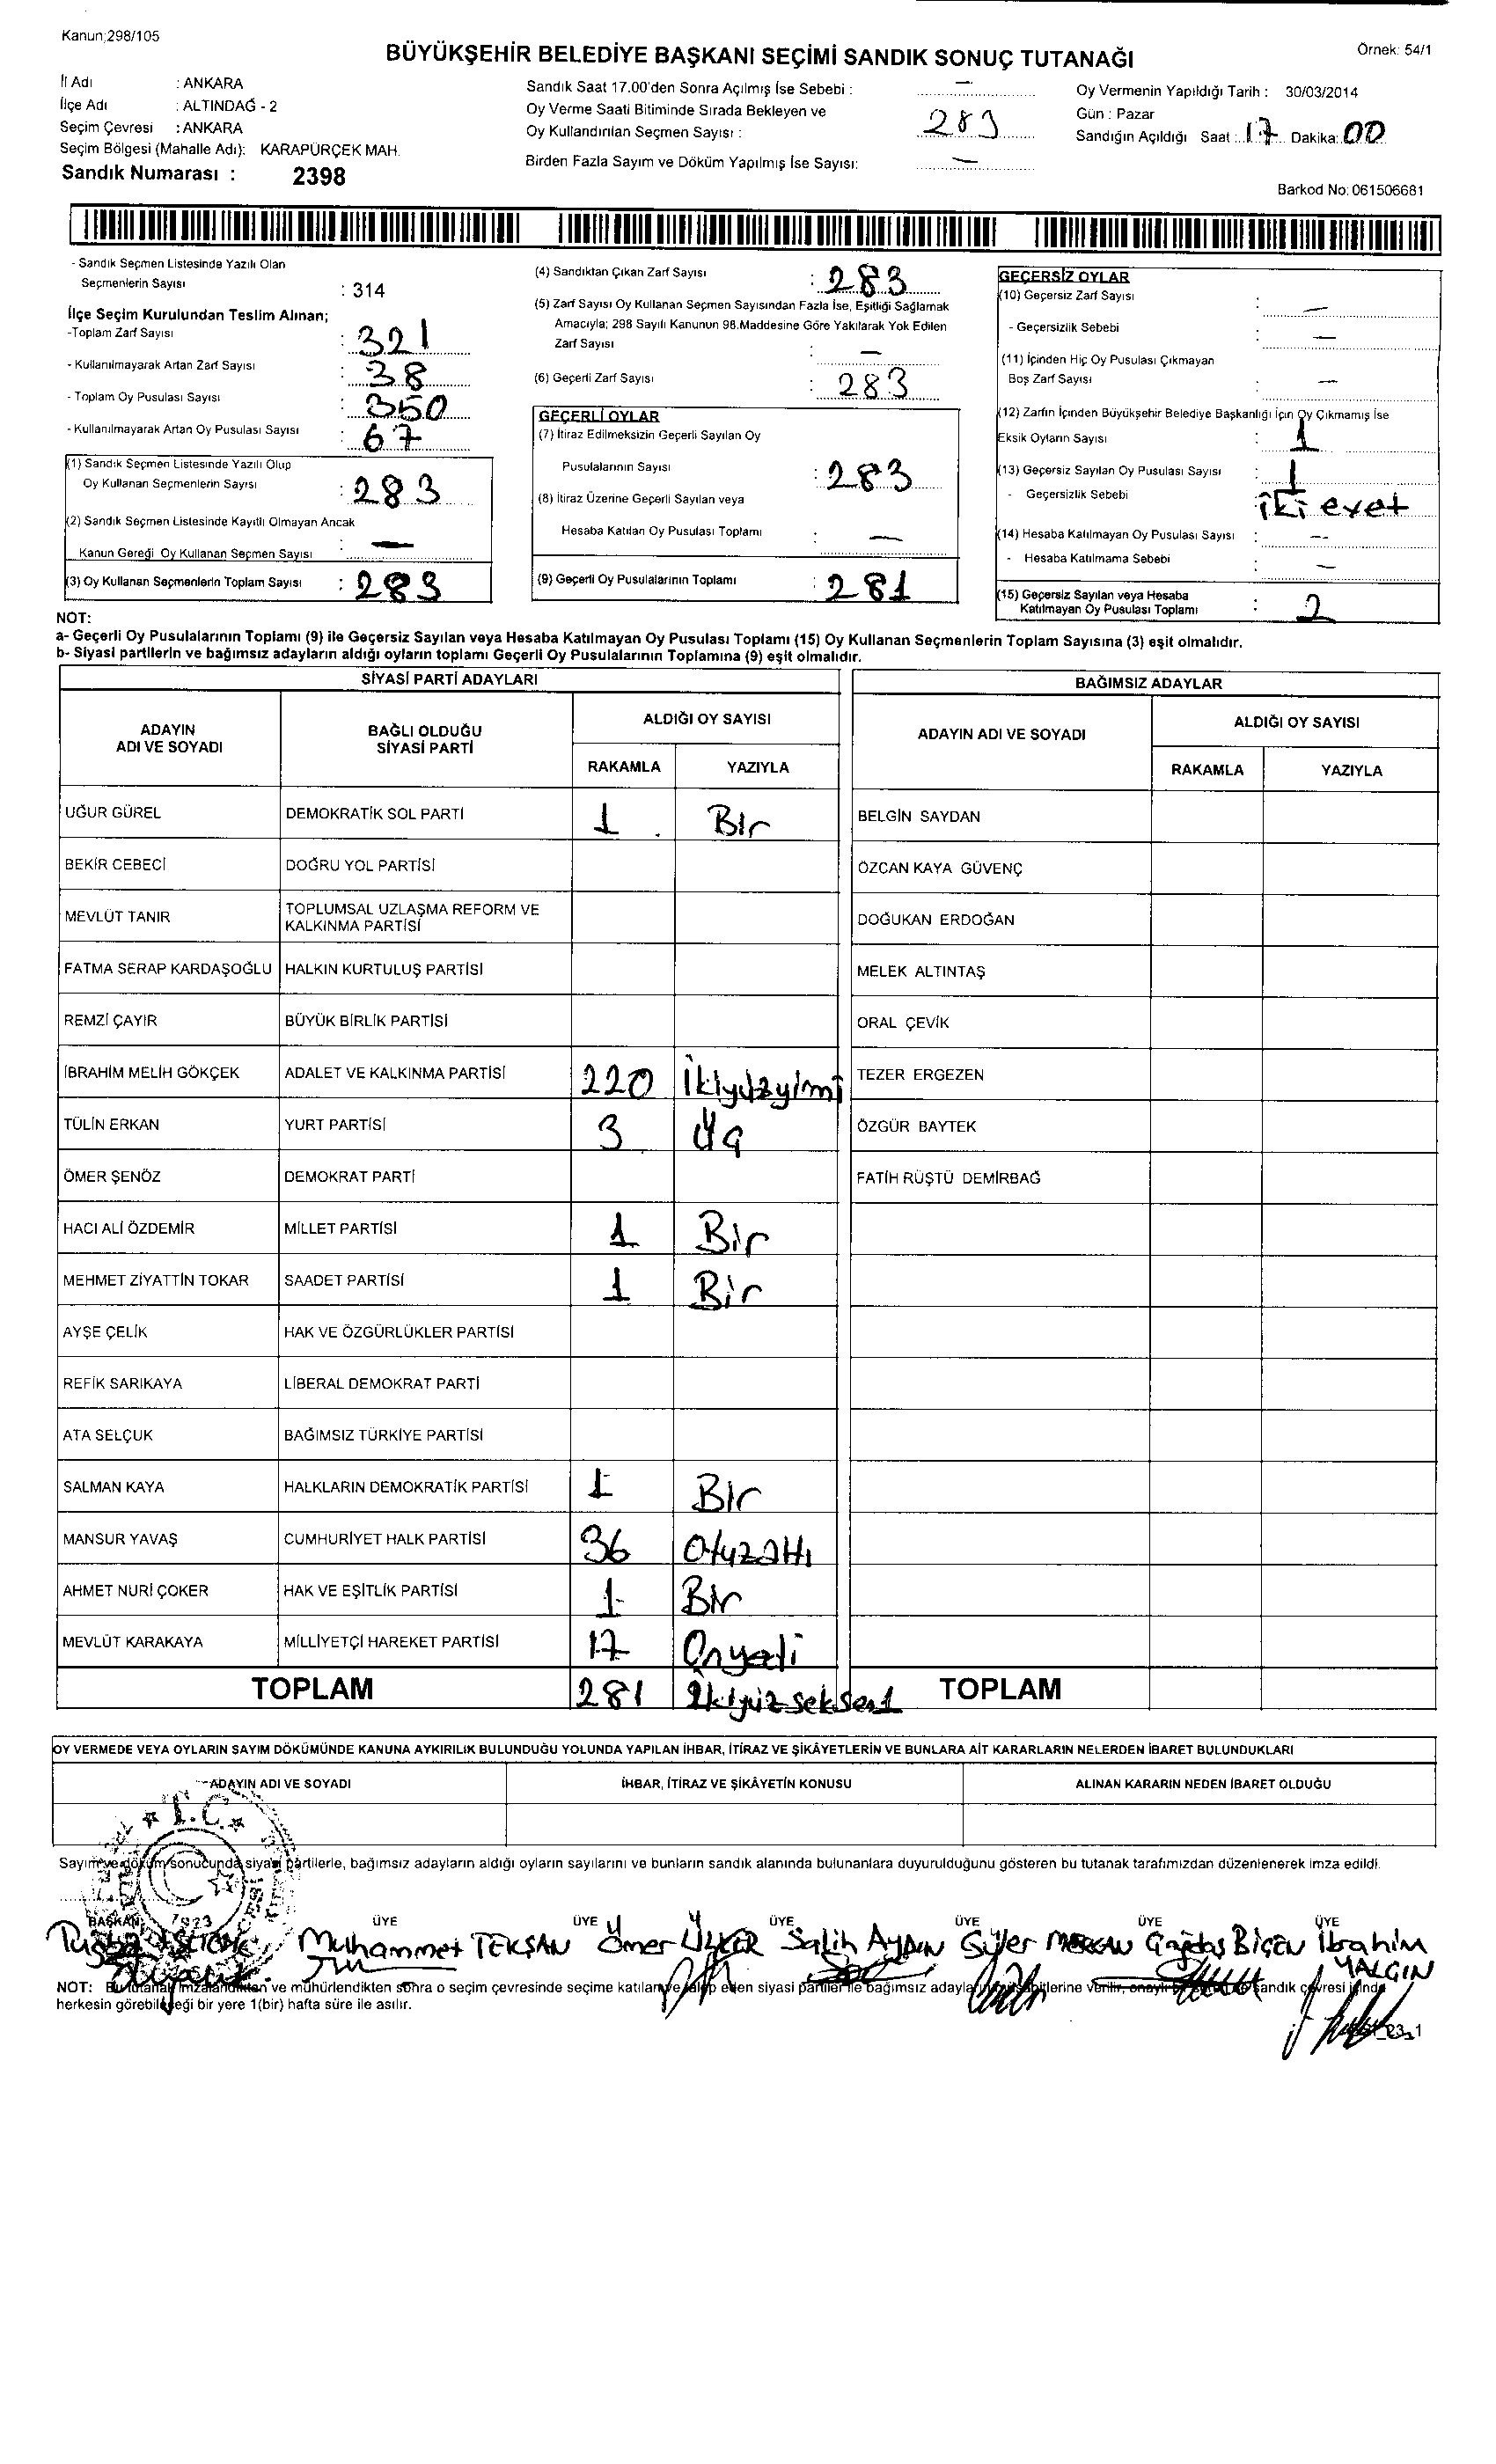 Kanun;298/105
BÜYÜKŞEHİR BELEDİYE BAŞKANI SEÇİMİ SANDIK SONUÇ TUTANAĞI
Örnek: 54/1
İl Adı : ANKARA
İlçe Adı : ALTINDAĞ - 2
Seçim Çevresi : ANKARA
Seçim Bölgesi (Mahalle Adı): KARAPÜRÇEK MAH.
Sandık Numarası : 2398
Sandık Saat 17.00'den Sonra Açılmış İse Sebebi : —
Oy Verme Saati Bitiminde Sırada Bekleyen ve
Oy Kullandırılan Seçmen Sayısı : 283
Birden Fazla Sayım ve Döküm Yapılmış İse Sayısı: —
Oy Vermenin Yapıldığı Tarih : 30/03/2014
Gün : Pazar
Sandığın Açıldığı Saat : 17 Dakika: 00
Barkod No: 061506681
- Sandık Seçmen Listesinde Yazılı Olan
Seçmenlerin Sayısı : 314
İlçe Seçim Kurulundan Teslim Alınan;
-Toplam Zarf Sayısı : 321
- Kullanılmayarak Artan Zarf Sayısı : 38
- Toplam Oy Pusulası Sayısı : 350
- Kullanılmayarak Artan Oy Pusulası Sayısı : 67
(1) Sandık Seçmen Listesinde Yazılı Olup
Oy Kullanan Seçmenlerin Sayısı : 283
(2) Sandık Seçmen Listesinde Kayıtlı Olmayan Ancak
Kanun Gereği Oy Kullanan Seçmen Sayısı : —
(3) Oy Kullanan Seçmenlerin Toplam Sayısı : 283
(4) Sandıktan Çıkan Zarf Sayısı : 283
(5) Zarf Sayısı Oy Kullanan Seçmen Sayısından Fazla İse, Eşitliği Sağlamak
Amacıyla; 298 Sayılı Kanunun 98.Maddesine Göre Yakılarak Yok Edilen
Zarf Sayısı : —
(6) Geçerli Zarf Sayısı : 283
GEÇERLİ OYLAR
(7) İtiraz Edilmeksizin Geçerli Sayılan Oy
Pusulalarının Sayısı : 283
(8) İtiraz Üzerine Geçerli Sayılan veya
Hesaba Katılan Oy Pusulası Toplamı : —
(9) Geçerli Oy Pusulalarının Toplamı : 281
GEÇERSİZ OYLAR
(10) Geçersiz Zarf Sayısı : —
- Geçersizlik Sebebi : —
(11) İçinden Hiç Oy Pusulası Çıkmayan
Boş Zarf Sayısı : —
(12) Zarfın İçinden Büyükşehir Belediye Başkanlığı İçin Oy Çıkmamış İse
Eksik Oyların Sayısı : 1
(13) Geçersiz Sayılan Oy Pusulası Sayısı : 1
- Geçersizlik Sebebi iki evet
(14) Hesaba Katılmayan Oy Pusulası Sayısı : —
- Hesaba Katılmama Sebebi : —
(15) Geçersiz Sayılan veya Hesaba
Katılmayan Oy Pusulası Toplamı : 2
NOT:
a- Geçerli Oy Pusulalarının Toplamı (9) ile Geçersiz Sayılan veya Hesaba Katılmayan Oy Pusulası Toplamı (15) Oy Kullanan Seçmenlerin Toplam Sayısına (3) eşit olmalıdır.
b- Siyasi partilerin ve bağımsız adayların aldığı oyların toplamı Geçerli Oy Pusulalarının Toplamına (9) eşit olmalıdır.
SİYASİ PARTİ ADAYLARI
ADAYIN ADI VE SOYADI
BAĞLI OLDUĞU SİYASİ PARTİ
ALDIĞI OY SAYISI
RAKAMLA YAZIYLA
UĞUR GÜREL DEMOKRATİK SOL PARTİ 1 Bir
BEKİR CEBECİ DOĞRU YOL PARTİSİ
MEVLÜT TANIR TOPLUMSAL UZLAŞMA REFORM VE KALKINMA PARTİSİ
FATMA SERAP KARDAŞOĞLU HALKIN KURTULUŞ PARTİSİ
REMZİ ÇAYIR BÜYÜK BİRLİK PARTİSİ
İBRAHİM MELİH GÖKÇEK ADALET VE KALKINMA PARTİSİ 220 İkiyüzyirmi
TÜLİN ERKAN YURT PARTİSİ 3 Üç
ÖMER ŞENÖZ DEMOKRAT PARTİ
HACI ALİ ÖZDEMİR MİLLET PARTİSİ 1 Bir
MEHMET ZİYATTİN TOKAR SAADET PARTİSİ 1 Bir
AYŞE ÇELİK HAK VE ÖZGÜRLÜKLER PARTİSİ
REFİK SARIKAYA LİBERAL DEMOKRAT PARTİ
ATA SELÇUK BAĞIMSIZ TÜRKİYE PARTİSİ
SALMAN KAYA HALKLARIN DEMOKRATİK PARTİSİ 1 Bir
MANSUR YAVAŞ CUMHURİYET HALK PARTİSİ 36 Otuzaltı
AHMET NURİ ÇOKER HAK VE EŞİTLİK PARTİSİ 1 Bir
MEVLÜT KARAKAYA MİLLİYETÇİ HAREKET PARTİSİ 17 Onyedi
TOPLAM 281 İkiyüzseksen1
BAĞIMSIZ ADAYLAR
ADAYIN ADI VE SOYADI
ALDIĞI OY SAYISI
RAKAMLA YAZIYLA
BELGİN SAYDAN
ÖZCAN KAYA GÜVENÇ
DOĞUKAN ERDOĞAN
MELEK ALTINTAŞ
ORAL ÇEVİK
TEZER ERGEZEN
ÖZGÜR BAYTEK
FATİH RÜŞTÜ DEMİRBAĞ
TOPLAM
OY VERMEDE VEYA OYLARIN SAYIM DÖKÜMÜNDE KANUNA AYKIRILIK BULUNDUĞU YOLUNDA YAPILAN İHBAR, İTİRAZ VE ŞİKÂYETLERİN VE BUNLARA AİT KARARLARIN NELERDEN İBARET BULUNDUKLARI
ADAYIN ADI VE SOYADI İHBAR, İTİRAZ VE ŞİKÂYETİN KONUSU ALINAN KARARIN NEDEN İBARET OLDUĞU
T.C.
Sayım ve döküm sonucunda siyasi partilerle, bağımsız adayların aldığı oyların sayılarını ve bunların sandık alanında bulunanlara duyurulduğunu gösteren bu tutanak tarafımızdan düzenlenerek imza edildi.
1923
BAŞKAN ÜYE ÜYE ÜYE ÜYE ÜYE ÜYE
Muhammet TEKŞAN Ömer ÜLKER Salih AYDIN Güler Çağdaş BİÇEN İbrahim YALGIN
NOT: Bu tutanak imzalandıktan ve mühürlendikten sonra o seçim çevresinde seçime katılan ve talep eden siyasi partiler ile bağımsız adayların verilir, onaylı bir sandık çevresi içinde
herkesin görebileceği bir yere 1(bir) hafta süre ile asılır.